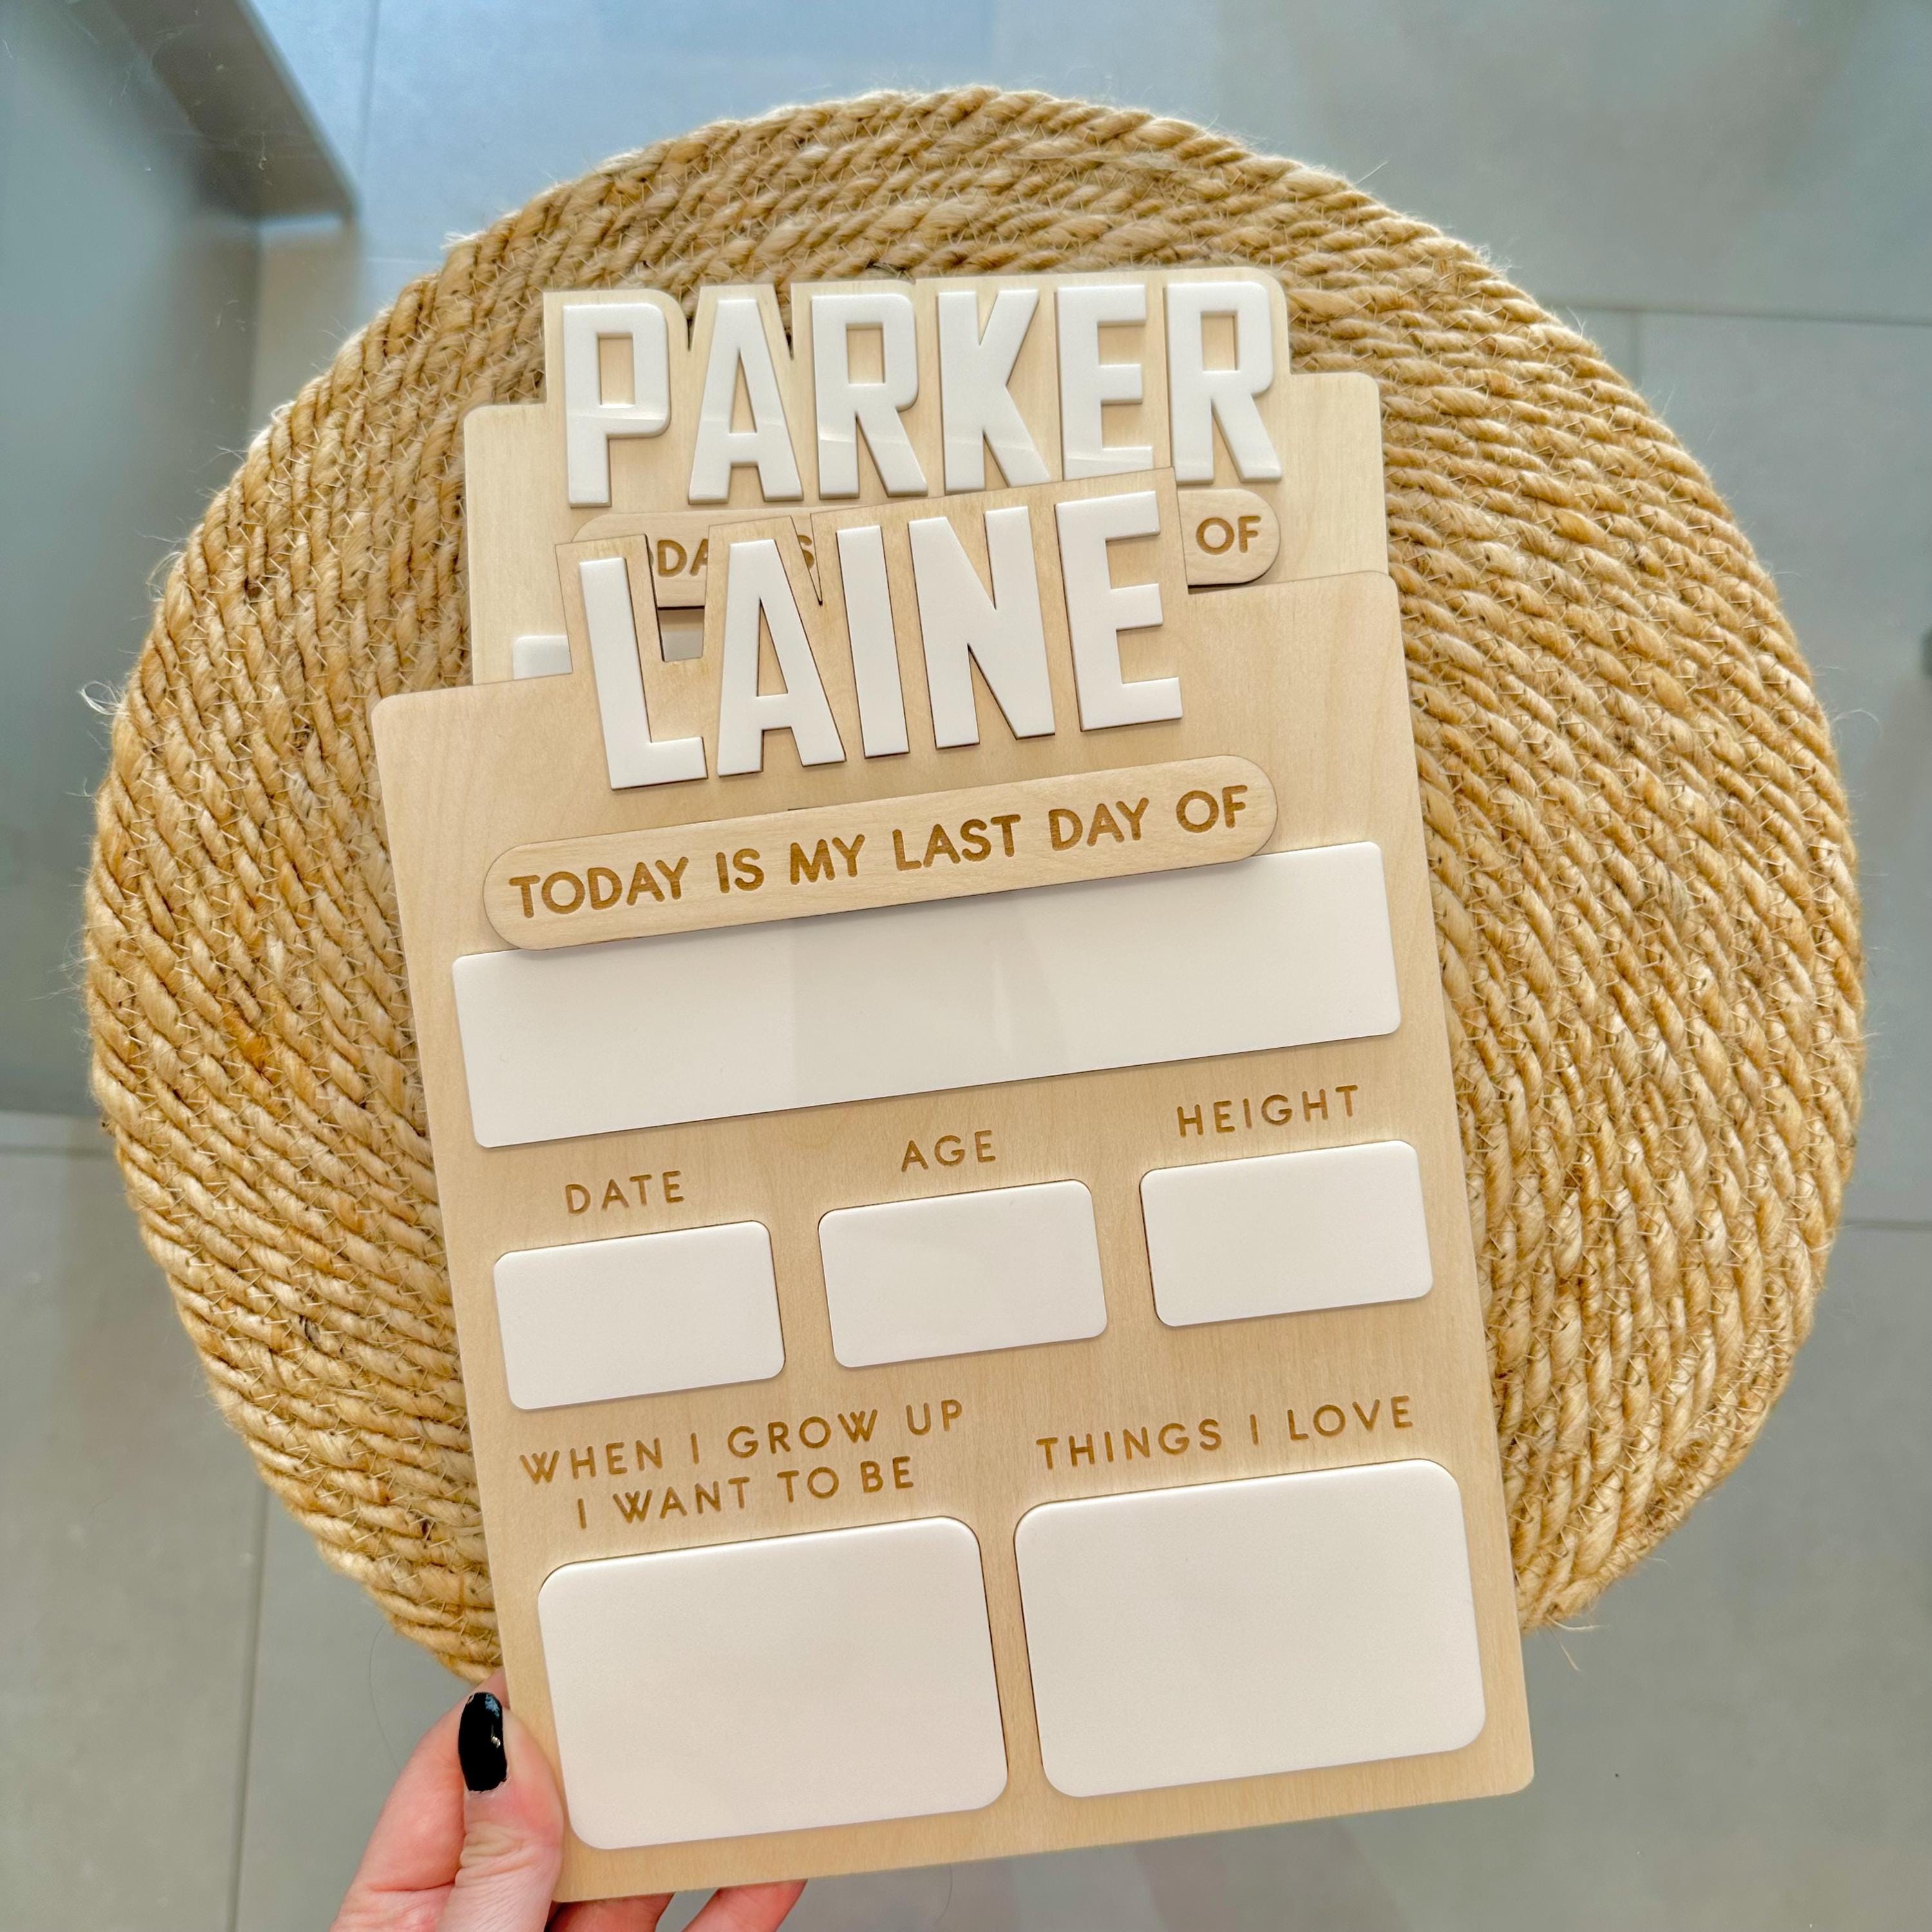 PARKER
OF
LAINE
TODAY IS MY LAST DAY OF
DATE
AGE
HEIGHT
WHEN I GROW UP
I WANT TO BE
THINGS I LOVE